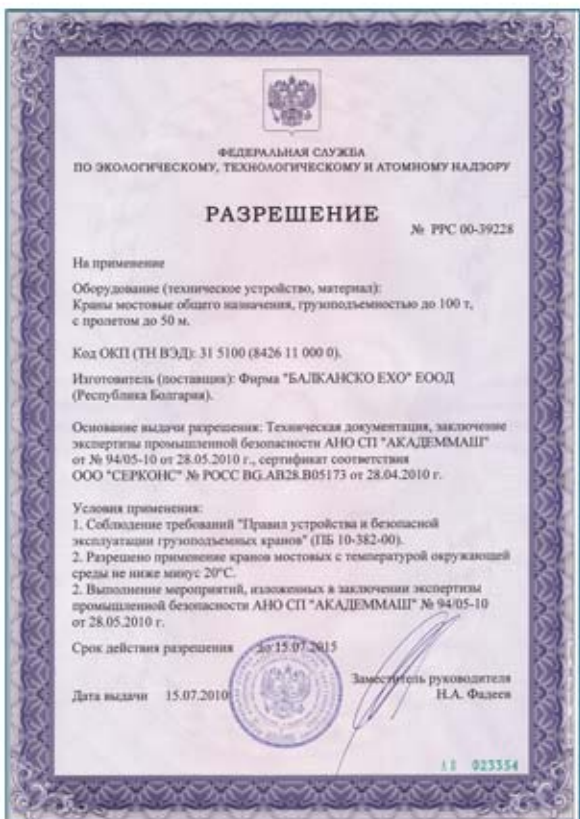 ФЕДЕРАЛЬНАЯ СЛУЖБА
ПО ЭКОЛОГИЧЕСКОМУ, ТЕХНОЛОГИЧЕСКОМУ И АТОМНОМУ НАДЗОРУ
РАЗРЕШЕНИЕ
№ РРС 00-39228
На применение
Оборудование (техническое устройство, материал):
Краны мостовые общего назначения, грузоподъемностью до 100 т,
с пролетом до 50 м.
Код ОКП (ТН ВЭД): 31 5100 (8426 11 000 0).
Изготовитель (поставщик): Фирма "БАЛКАНСКО ЕХО" ЕООД
(Республика Болгария).
Основание выдачи разрешения: Техническая документация, заключение
экспертизы промышленной безопасности АНО СП "АКАДЕММАШ"
от № 94/05-10 от 28.05.2010 г., сертификат соответствия
ООО "СЕРКОНС" № РОСС BG.АВ28.В05173 от 28.04.2010 г.
Условия применения:
1. Соблюдение требований "Правил устройства и безопасной
эксплуатации грузоподъемных кранов" (ПБ 10-382-00).
2. Разрешено применение кранов мостовых с температурой окружающей
среды не ниже минус 20°С.
2. Выполнение мероприятий, изложенных в заключении экспертизы
промышленной безопасности АНО СП "АКАДЕММАШ" № 94/05-10
от 28.05.2010 г.
Срок действия разрешения до 15.07.2015
Заместитель руководителя
Дата выдачи 15.07.2010 Н.А. Фадеев
023354